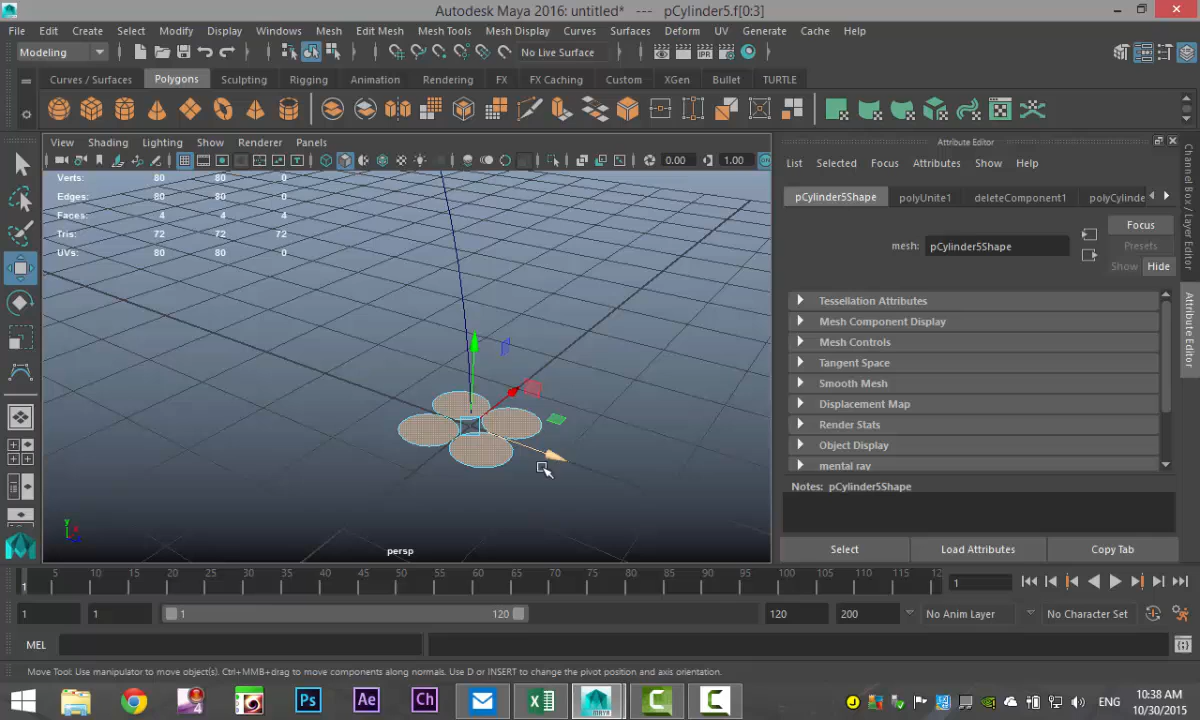 Autodesk Maya 2016: untitled* --- pCylinder5.f[0:3]
File Edit Create Select Modify Display Windows Mesh Edit Mesh Mesh Tools Mesh Display Curves Surfaces Deform UV Generate Cache Help
Modeling No Live Surface
Curves / Surfaces Polygons Sculpting Rigging Animation Rendering FX FX Caching Custom XGen Bullet TURTLE
View Shading Lighting Show Renderer Panels
0.00 1.00
Verts: 80 80 0
Edges: 80 80 0
Faces: 4 4 4
Tris: 72 72 72
UVs: 80 80 0
persp
Attribute Editor
List Selected Focus Attributes Show Help
pCylinder5Shape polyUnite1 deleteComponent1 polyCylinde
Focus
mesh: pCylinder5Shape Presets
Show Hide
Tessellation Attributes
Mesh Component Display
Mesh Controls
Tangent Space
Smooth Mesh
Displacement Map
Render Stats
Object Display
mental ray
Notes: pCylinder5Shape
Select Load Attributes Copy Tab
Channel Box / Layer Editor
Attribute Editor
1 5 10 15 20 25 30 35 40 45 50 55 60 65 70 75 80 85 90 95 100 105 110 115 12 1
1 1 1 120 120 200 No Anim Layer No Character Set
MEL
Move Tool: Use manipulator to move object(s). Ctrl+MMB+drag to move components along normals. Use D or INSERT to change the pivot position and axis orientation.
Ps Ae Ch ENG 10:38 AM
10/30/2015